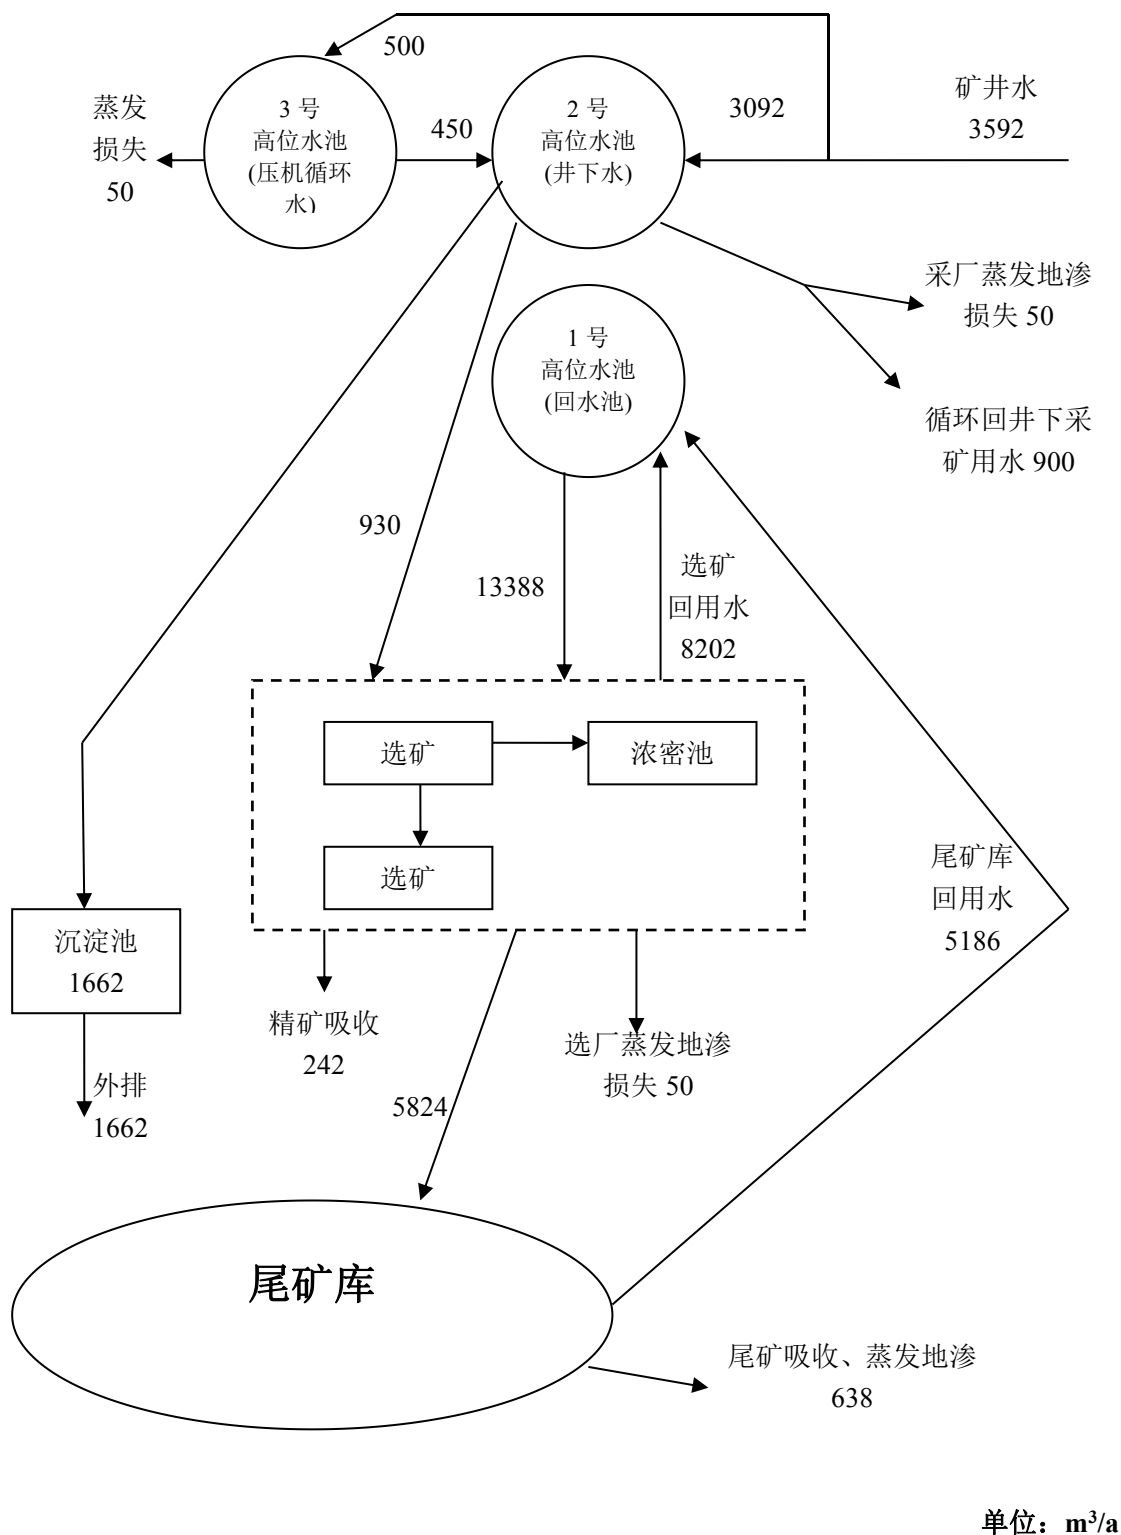 500
蒸发
损失
50
3 号
高位水池
(压机循环
水)
450
2 号
高位水池
(井下水)
3092
矿井水
3592
采厂蒸发地渗
损失 50
1 号
高位水池
(回水池)
循环回井下采
矿用水 900
930
13388
选矿
回用水
8202
选矿
浓密池
选矿
尾矿库
回用水
5186
沉淀池
1662
精矿吸收
242
选厂蒸发地渗
损失 50
外排
1662
5824
尾矿库
尾矿吸收、蒸发地渗
638
单位：m³/a